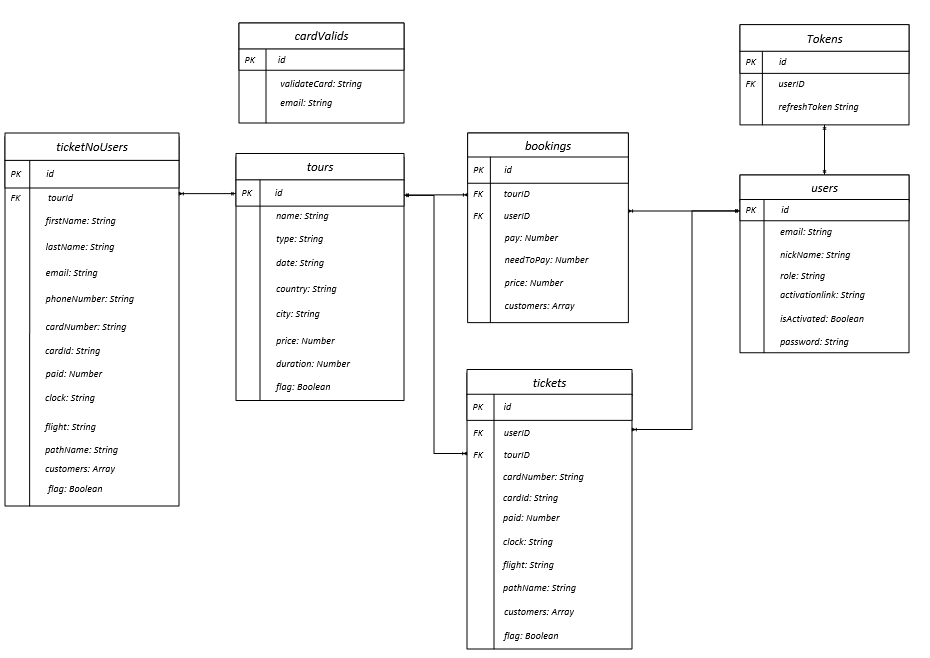 cardValids
PK id
validateCard: String
email: String
Tokens
PK id
FK userID
refreshToken String
ticketNoUsers
PK id
FK tourId
firstName: String
lastName: String
email: String
phoneNumber: String
cardNumber: String
cardId: String
paid: Number
clock: String
flight: String
pathName: String
customers: Array
flag: Boolean
tours
PK id
name: String
type: String
date: String
country: String
city: String
price: Number
duration: Number
flag: Boolean
bookings
PK id
FK tourID
FK userID
pay: Number
needToPay: Number
price: Number
customers: Array
users
PK id
email: String
nickName: String
role: String
activationlink: String
isActivated: Boolean
password: String
tickets
PK id
FK userID
FK tourID
cardNumber: String
cardId: String
paid: Number
clock: String
flight: String
pathName: String
customers: Array
flag: Boolean